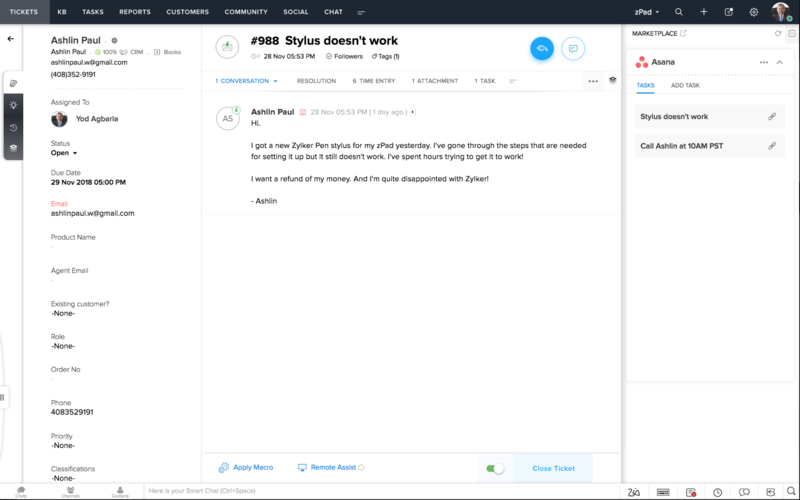 TICKETS KB TASKS REPORTS CUSTOMERS COMMUNITY SOCIAL CHAT zPad
Ashlin Paul
Ashlin Paul 100% CRM Books
ashlinpaul.w@gmail.com
(408)352-9191
Assigned To
Yod Agbaria
Status
Open
Due Date
29 Nov 2018 05:00 PM
Email
ashlinpaul.w@gmail.com
Product Name
-
Agent Email
-
Existing customer?
-None-
Role
-None-
Order No
-
Phone
4083529191
Priority
-None-
Classifications
-None-
#988 Stylus doesn't work
28 Nov 05:53 PM Followers Tags (1)
1 CONVERSATION RESOLUTION 6 TIME ENTRY 1 ATTACHMENT 1 TASK
AS
Ashlin Paul 28 Nov 05:53 PM ( 1 day ago )
Hi.
I got a new Zylker Pen stylus for my zPad yesterday. I've gone through the steps that are needed
for setting it up but it still doesn't work. I've spent hours trying to get it to work!
I want a refund of my money. And I'm quite disappointed with Zylker!
- Ashlin
Apply Macro Remote Assist Close Ticket
MARKETPLACE
Asana
TASKS ADD TASK
Stylus doesn't work
Call Ashlin at 10AM PST
Chats Channels Contacts Here is your Smart Chat (Ctrl+Space)